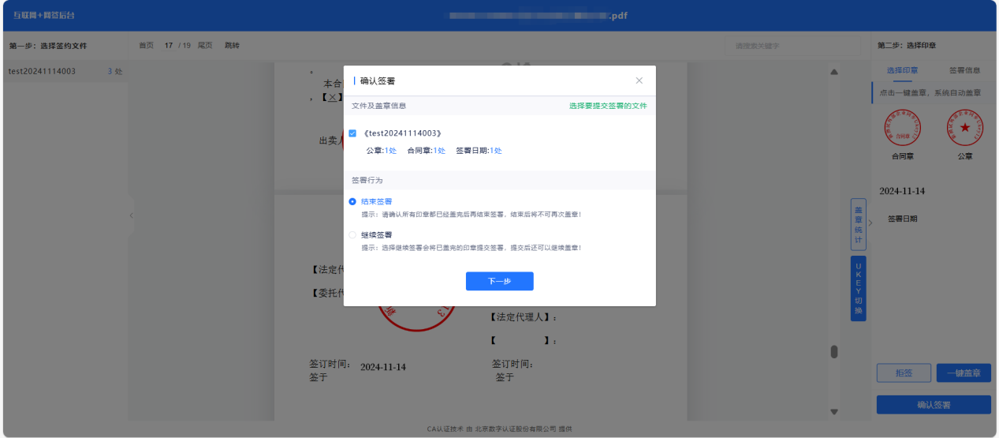 互联网+网签后台
.pdf
第一步：选择签约文件
首页 17 / 19 尾页 跳转
请搜索关键字
第二步：选择印章
test20241114003 3 处
选择印章 签署信息
点击一键盖章，系统自动盖章
合同章
合同章 公章
2024-11-14
签署日期
盖章统计
UKEY切换
拒签 一键盖章
确认签署
。
本合
，【X】
出卖人
确认签署
文件及盖章信息 选择要提交签署的文件
《test20241114003》
公章:1处 合同章:1处 签署日期:1处
签署行为
结束签署
提示：请确认所有印章都已经盖完后再结束签署，结束后将不可再次盖章！
继续签署
提示：选择继续签署会将已盖完的印章提交签署，提交后还可以继续盖章！
下一步
【法定代
【委托代
【法定代理人】：
【 】：
签订时间： 2024-11-14 签订时间：
签于 签于
CA认证技术 由 北京数字认证股份有限公司 提供